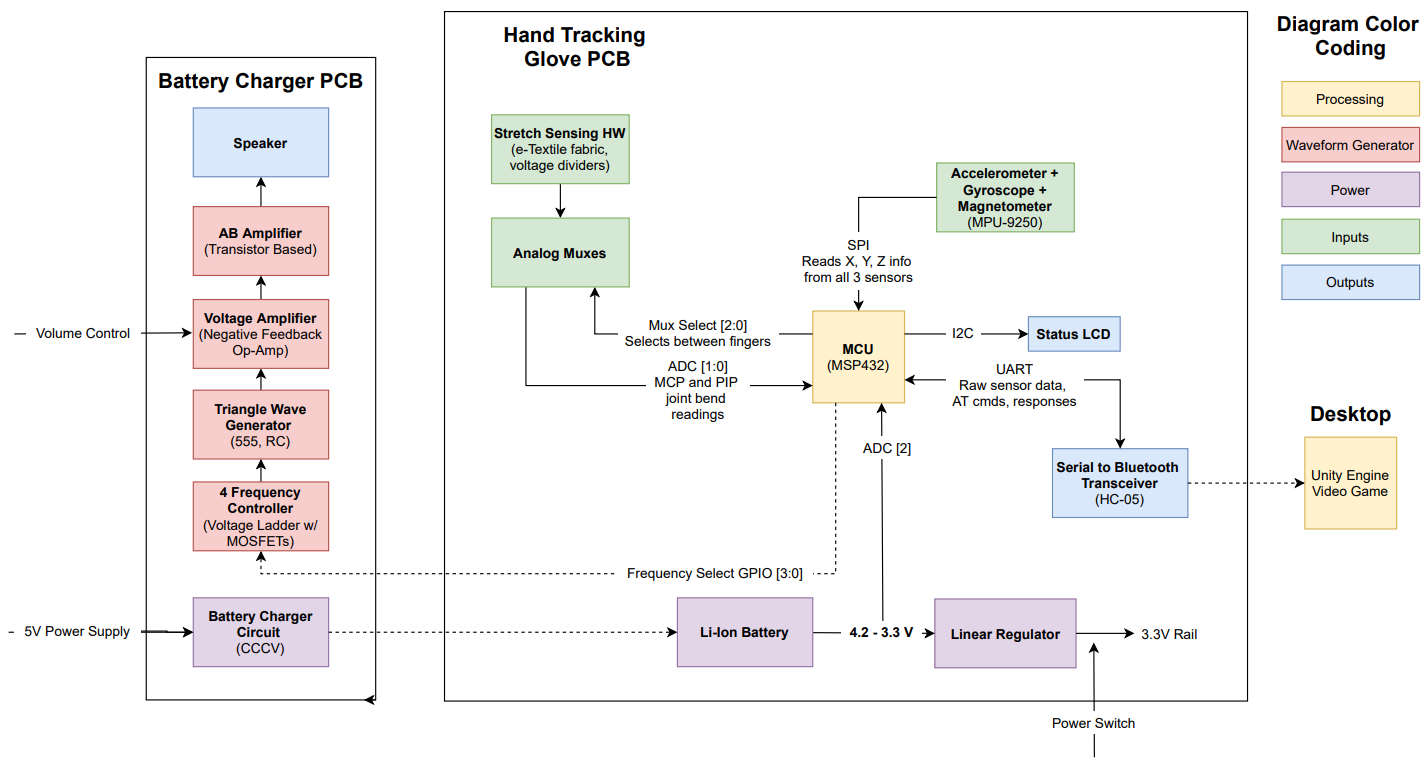 Battery Charger PCB
Speaker
AB Amplifier
(Transistor Based)
Volume Control
Voltage Amplifier
(Negative Feedback
Op-Amp)
Triangle Wave
Generator
(555, RC)
4 Frequency
Controller
(Voltage Ladder w/
MOSFETs)
5V Power Supply
Battery Charger
Circuit
(CCCV)
Hand Tracking
Glove PCB
Stretch Sensing HW
(e-Textile fabric,
voltage dividers)
Analog Muxes
Accelerometer +
Gyroscope +
Magnetometer
(MPU-9250)
SPI
Reads X, Y, Z info
from all 3 sensors
Mux Select [2:0]
Selects between fingers
ADC [1:0]
MCP and PIP
joint bend
readings
MCU
(MSP432)
I2C
Status LCD
UART
Raw sensor data,
AT cmds, responses
ADC [2]
Serial to Bluetooth
Transceiver
(HC-05)
Frequency Select GPIO [3:0]
Li-Ion Battery
4.2 - 3.3 V
Linear Regulator
3.3V Rail
Power Switch
Diagram Color
Coding
Processing
Waveform Generator
Power
Inputs
Outputs
Desktop
Unity Engine
Video Game